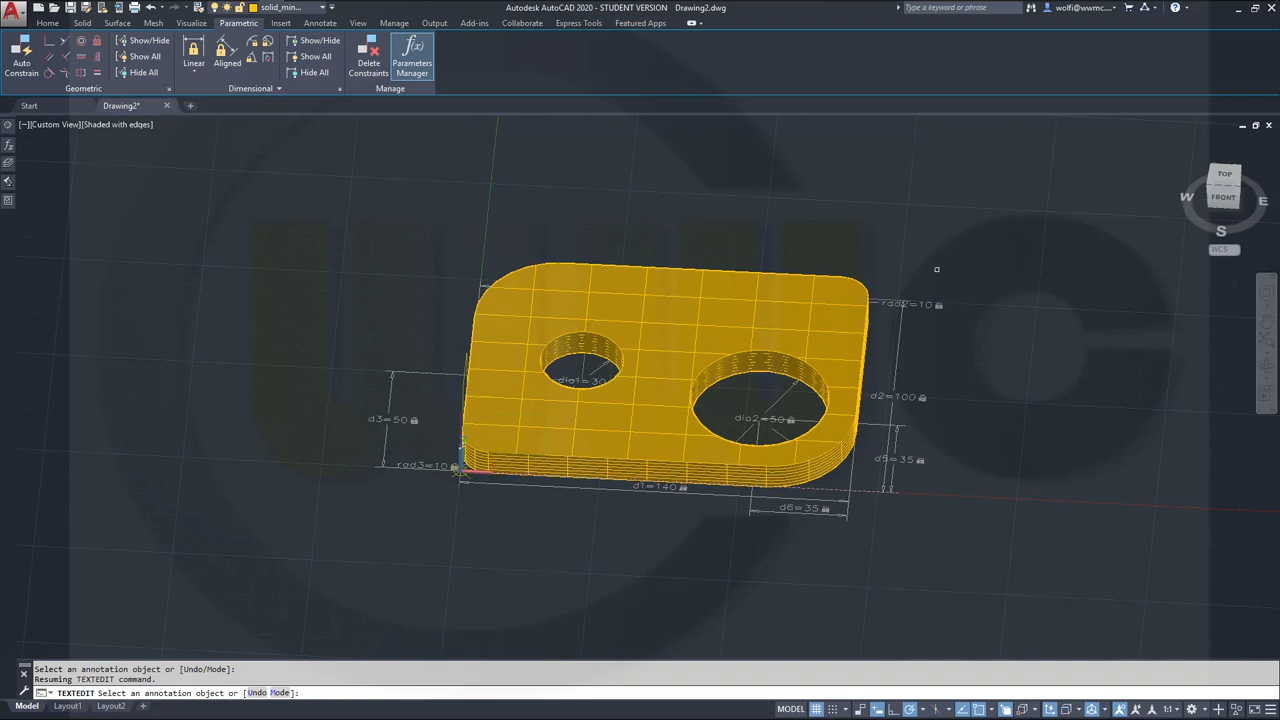 solid_min...
Autodesk AutoCAD 2020 - STUDENT VERSION Drawing2.dwg
Type a keyword or phrase
wolfi@wwmc...
Home Solid Surface Mesh Visualize Parametric Insert Annotate View Manage Output Add-ins Collaborate Express Tools Featured Apps
Auto Constrain
Show/Hide
Show All
Hide All
Linear
Aligned
Show/Hide
Show All
Hide All
Delete Constraints
Parameters Manager
Geometric
Dimensional
Manage
Start
Drawing2*
[−][Custom View][Shaded with edges]
TOP
FRONT
W
E
S
WCS
rad2=10
dia1=30
d2=100
d3=50
dia2=50
d5=35
rad3=10
d1=140
d6=35
Select an annotation object or [Undo/Mode]:
Resuming TEXTEDIT command.
TEXTEDIT Select an annotation object or [Undo Mode]:
Model Layout1 Layout2 +
MODEL
1:1